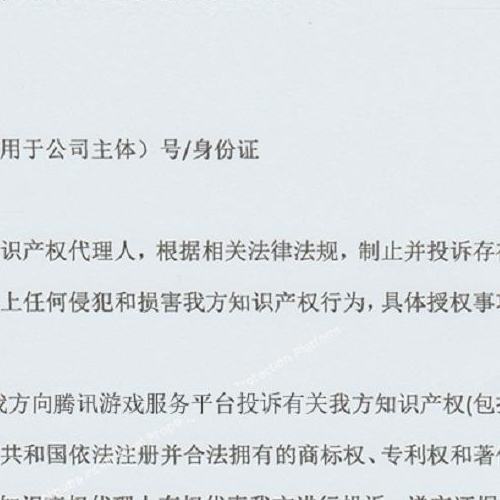 用于公司主体）号/身份证
识产权代理人，根据相关法律法规，制止并投诉存
上任何侵犯和损害我方知识产权行为，具体授权事
我方向腾讯游戏服务平台投诉有关我方知识产权(包
共和国依法注册并合法拥有的商标权、专利权和著
Protection Platform